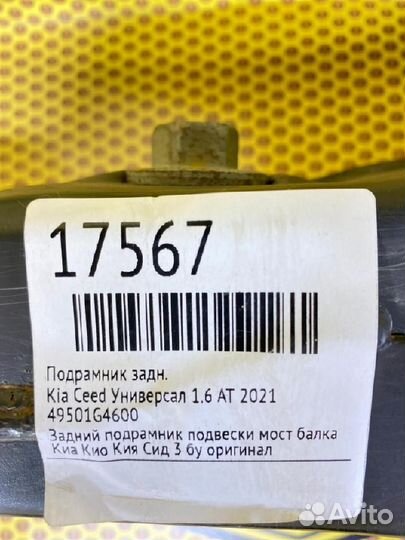 17567
Подрамник задн.
Kia Ceed Универсал 1.6 AT 2021
49501G4600
Задний подрамник подвески мост балка
Киа Кио Кия Сид 3 бу оригинал
Avito